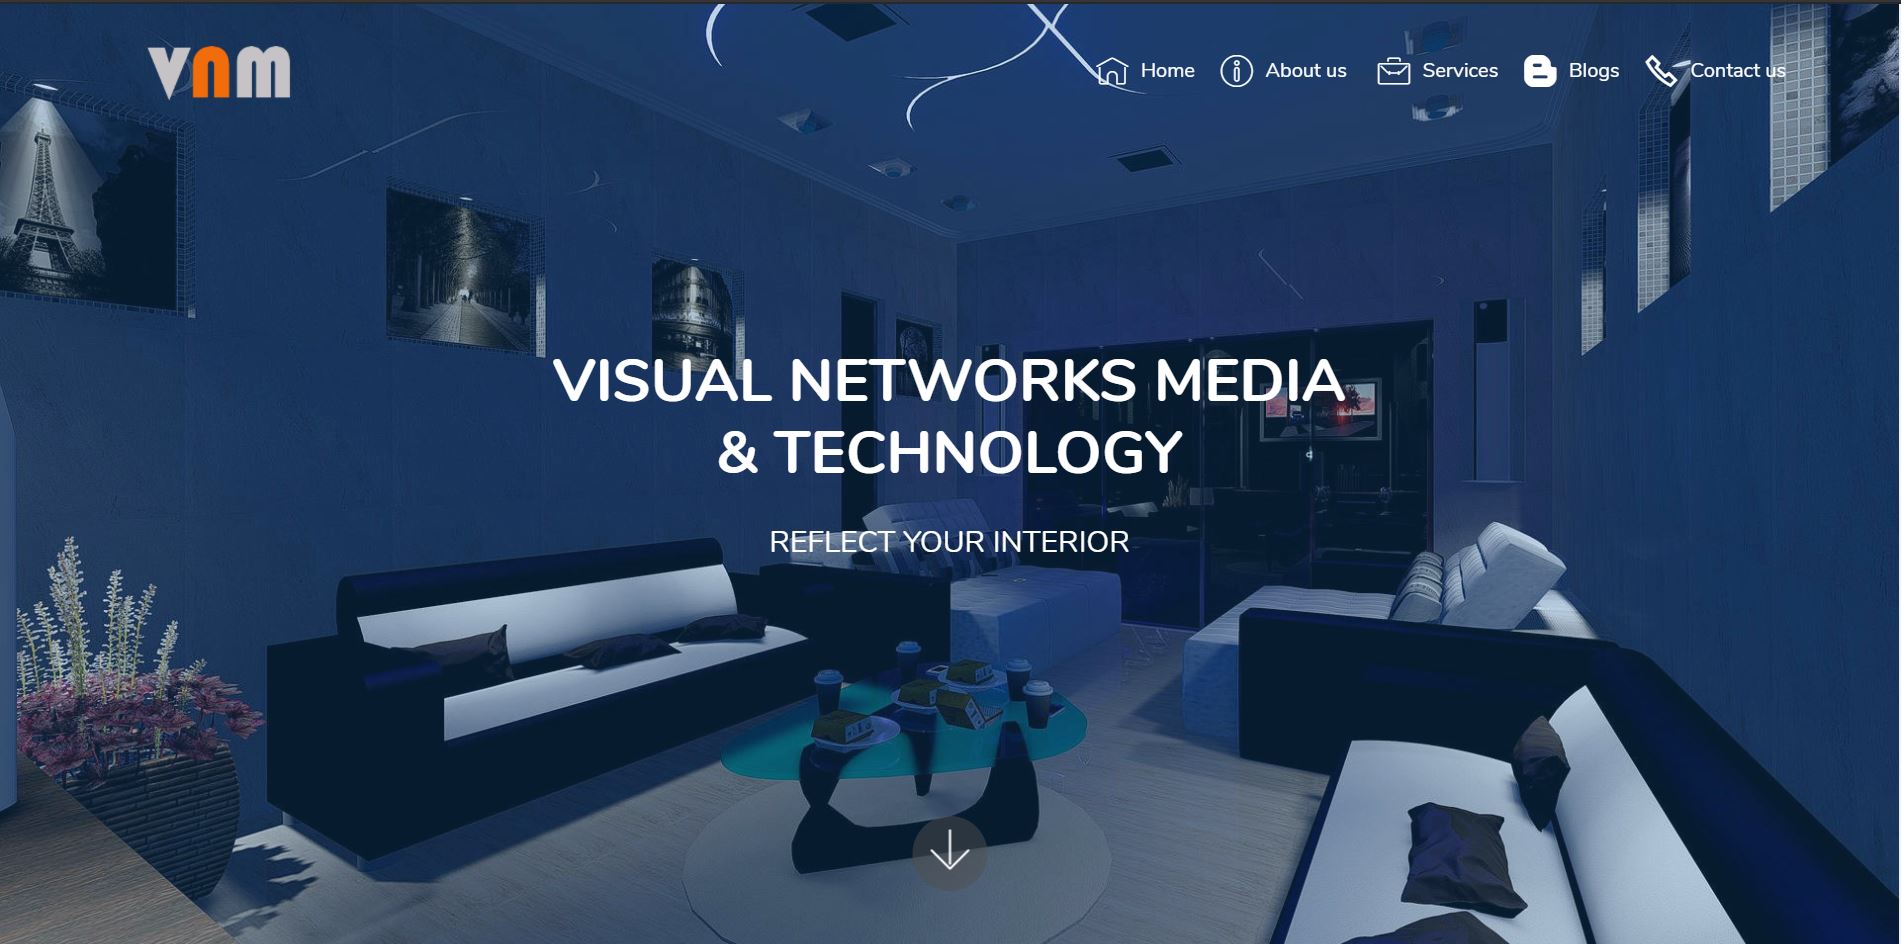 vnm
Home About us Services Blogs Contact us
VISUAL NETWORKS MEDIA
& TECHNOLOGY
REFLECT YOUR INTERIOR